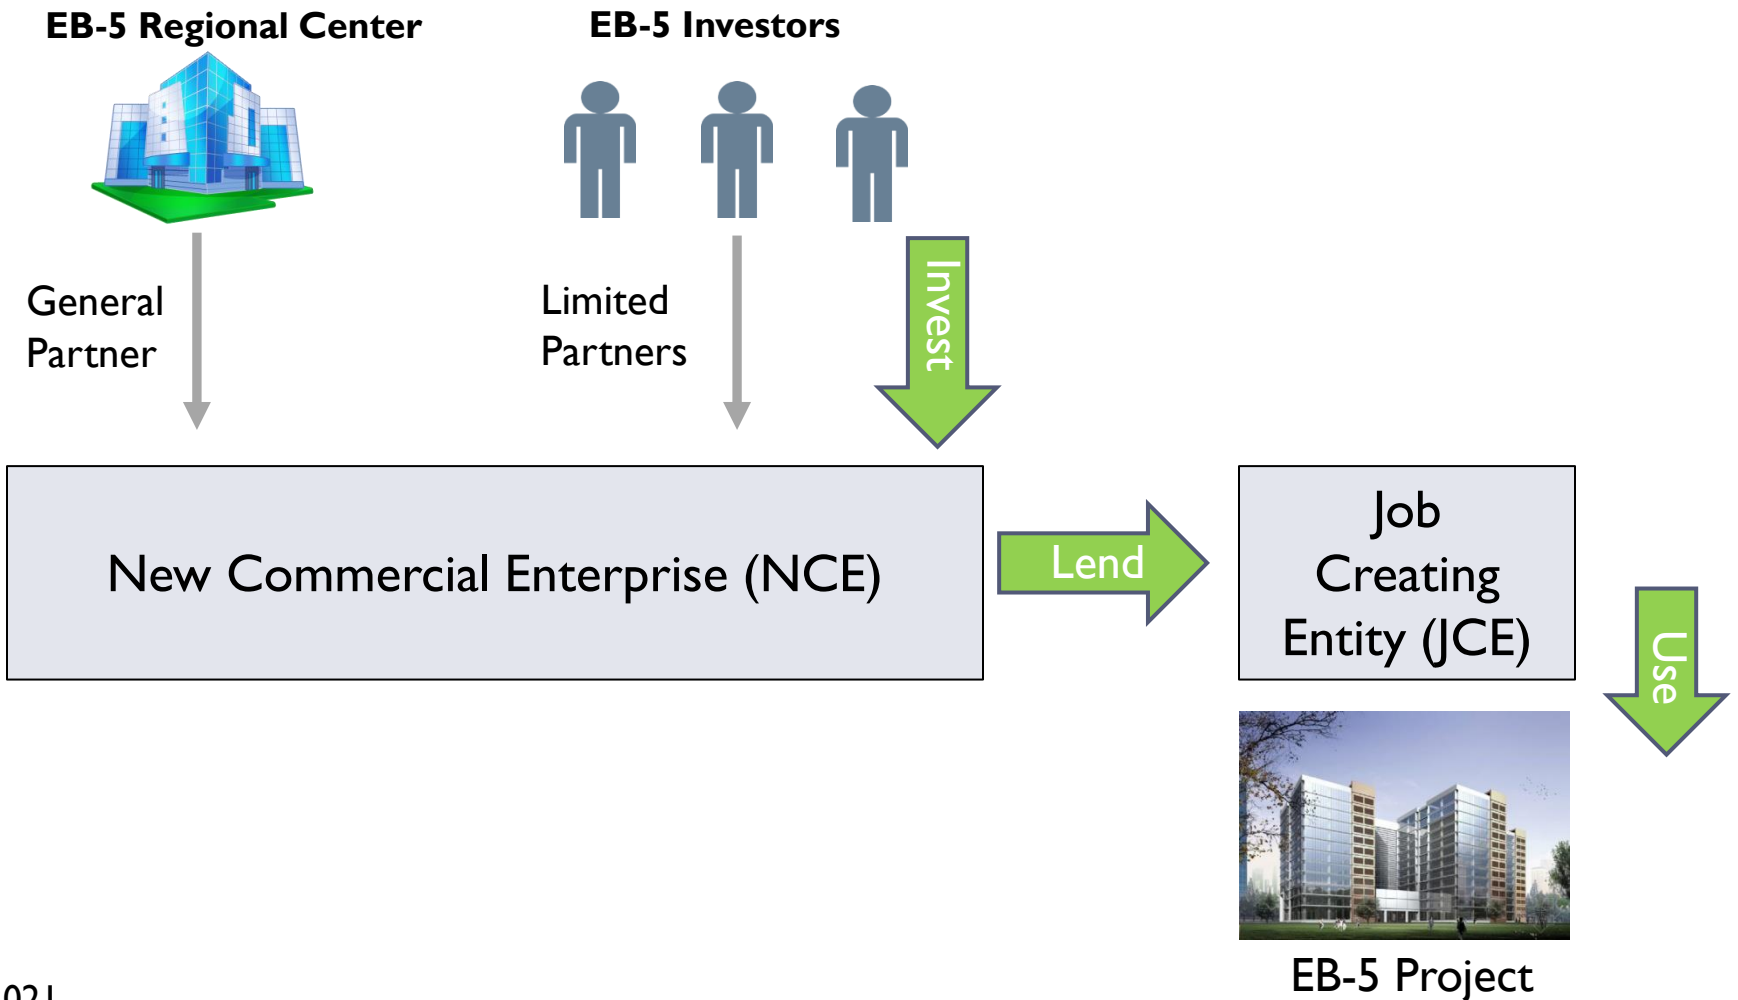 EB-5 Regional Center
EB-5 Investors
General
Partner
Limited
Partners
Invest
New Commercial Enterprise (NCE)
Lend
Job
Creating
Entity (JCE)
Use
EB-5 Project